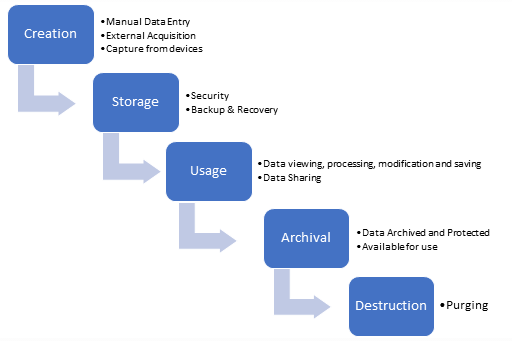 Creation
•Manual Data Entry
•External Acquisition
•Capture from devices
Storage
•Security
•Backup & Recovery
Usage
•Data viewing, processing, modification and saving
•Data Sharing
Archival
•Data Archived and Protected
•Available for use
Destruction
•Purging